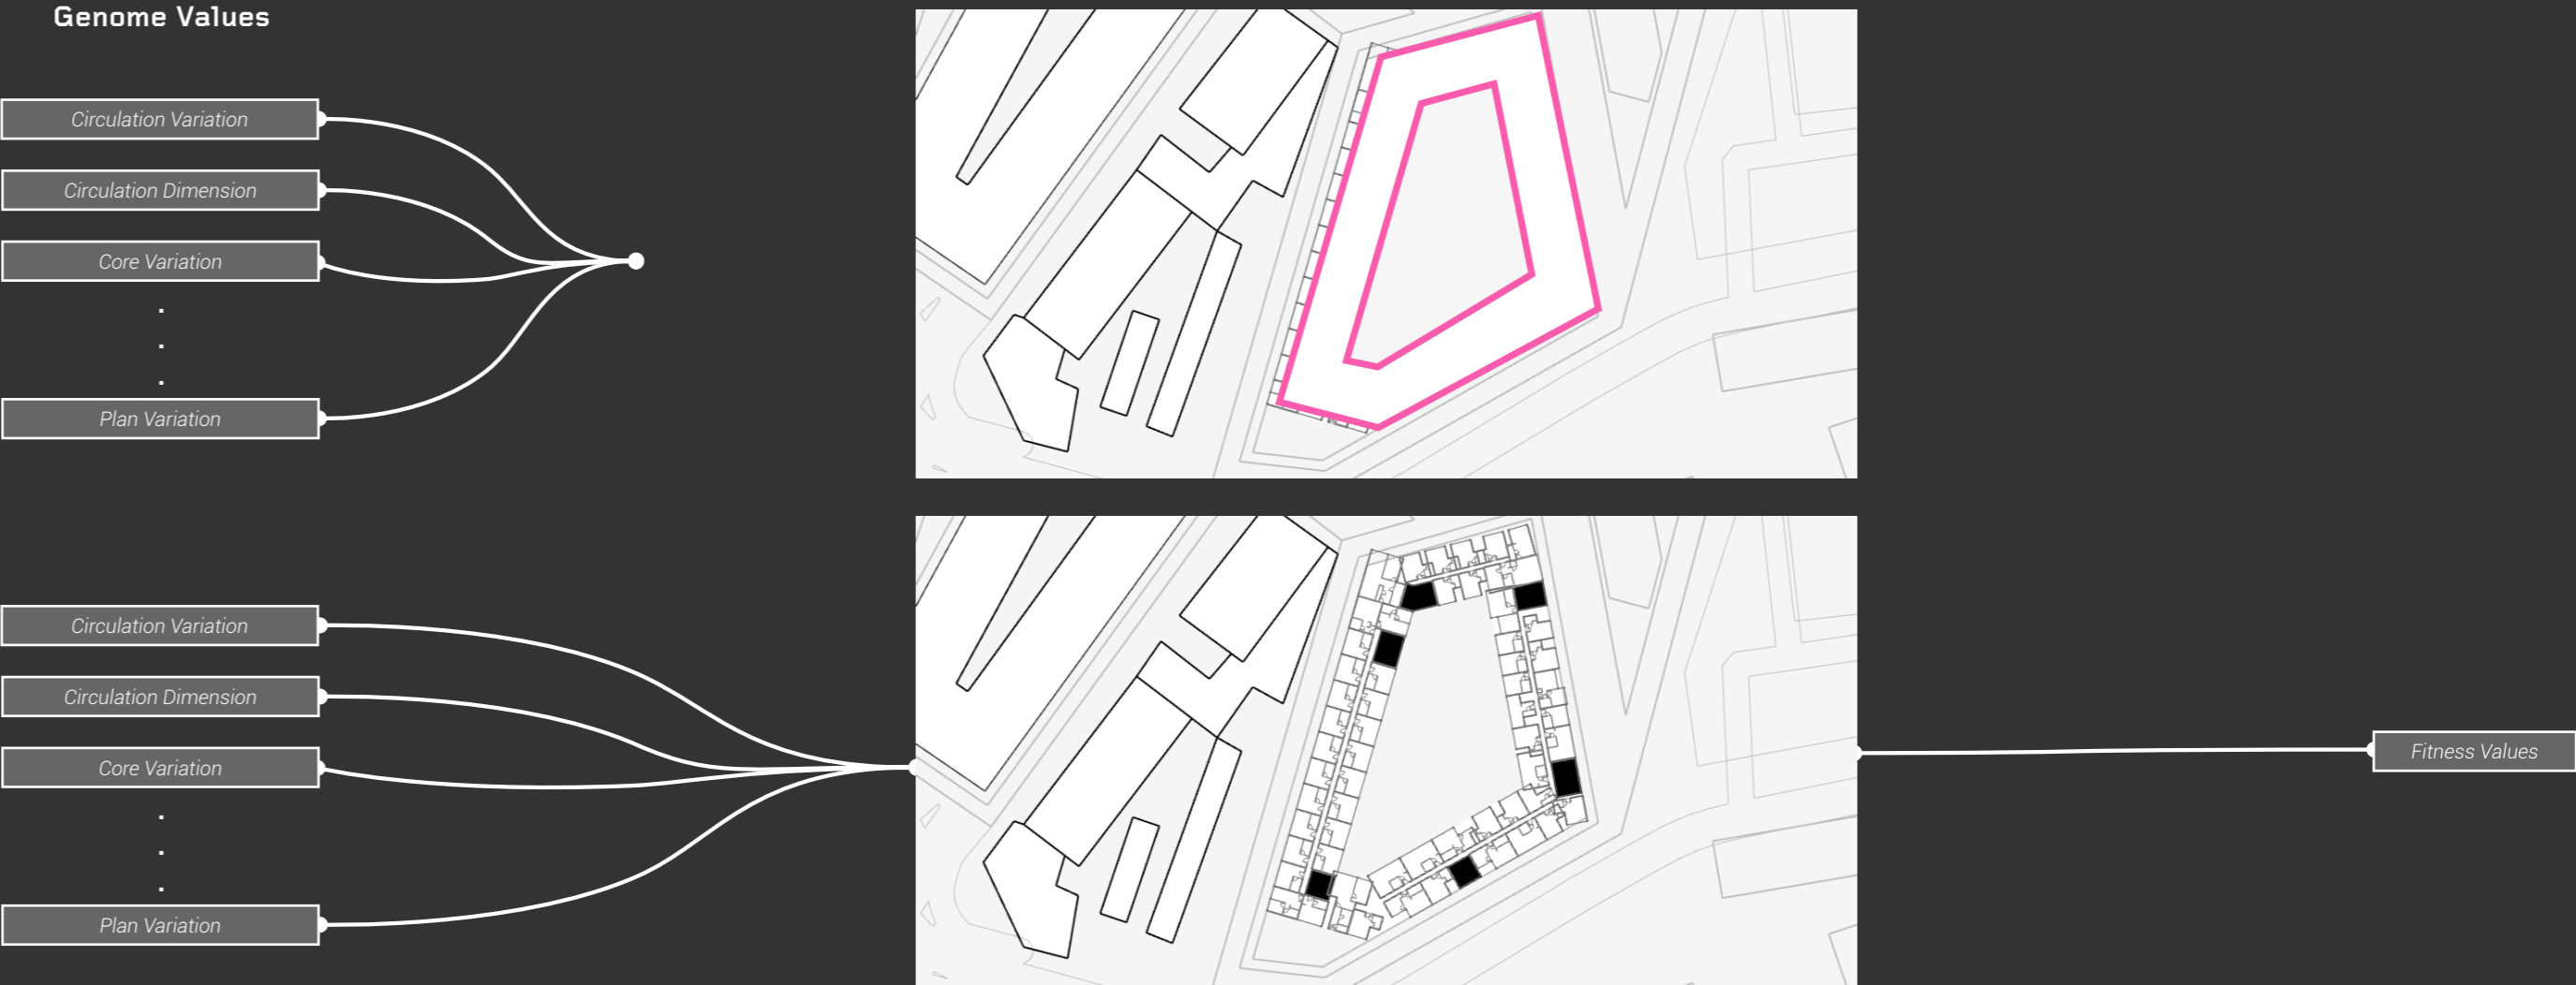 Genome Values
Circulation Variation
Circulation Dimension
Core Variation
.
.
.
Plan Variation
Circulation Variation
Circulation Dimension
Core Variation
.
.
.
Plan Variation
Fitness Values